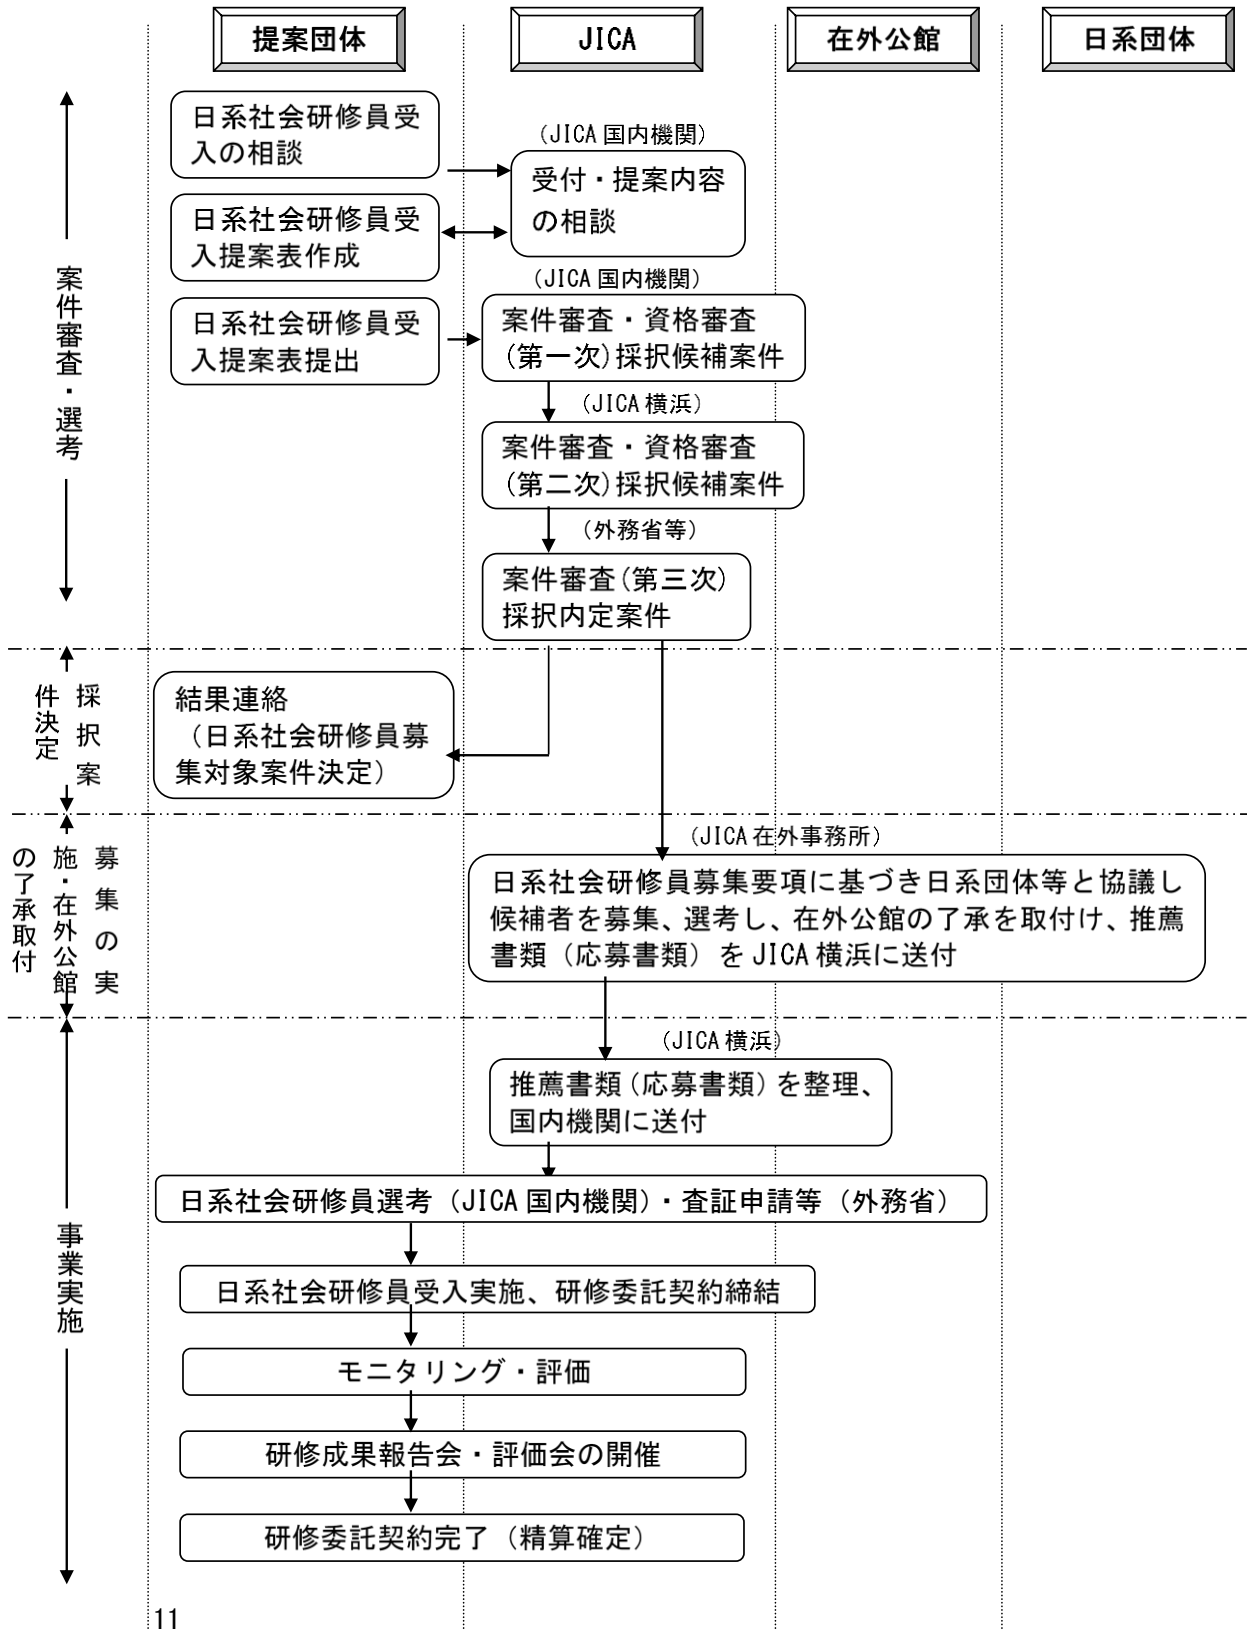 提案団体
JICA
在外公館
日系団体
案件審査・選考
日系社会研修員受
入の相談
(JICA 国内機関)
受付・提案内容
の相談
日系社会研修員受
入提案表作成
(JICA 国内機関)
日系社会研修員受
入提案表提出
案件審査・資格審査
(第一次)採択候補案件
(JICA 横浜)
案件審査・資格審査
(第二次)採択候補案件
(外務省等)
案件審査(第三次)
採択内定案件
採択案
件決定
結果連絡
（日系社会研修員募
集対象案件決定）
募集の実
施・在外公館
の了承取付
(JICA 在外事務所)
日系社会研修員募集要項に基づき日系団体等と協議し
候補者を募集、選考し、在外公館の了承を取付け、推薦
書類（応募書類）を JICA 横浜に送付
事業実施
(JICA 横浜)
推薦書類(応募書類)を整理、
国内機関に送付
日系社会研修員選考（JICA 国内機関）・査証申請等（外務省）
日系社会研修員受入実施、研修委託契約締結
モニタリング・評価
研修成果報告会・評価会の開催
研修委託契約完了（精算確定）
11